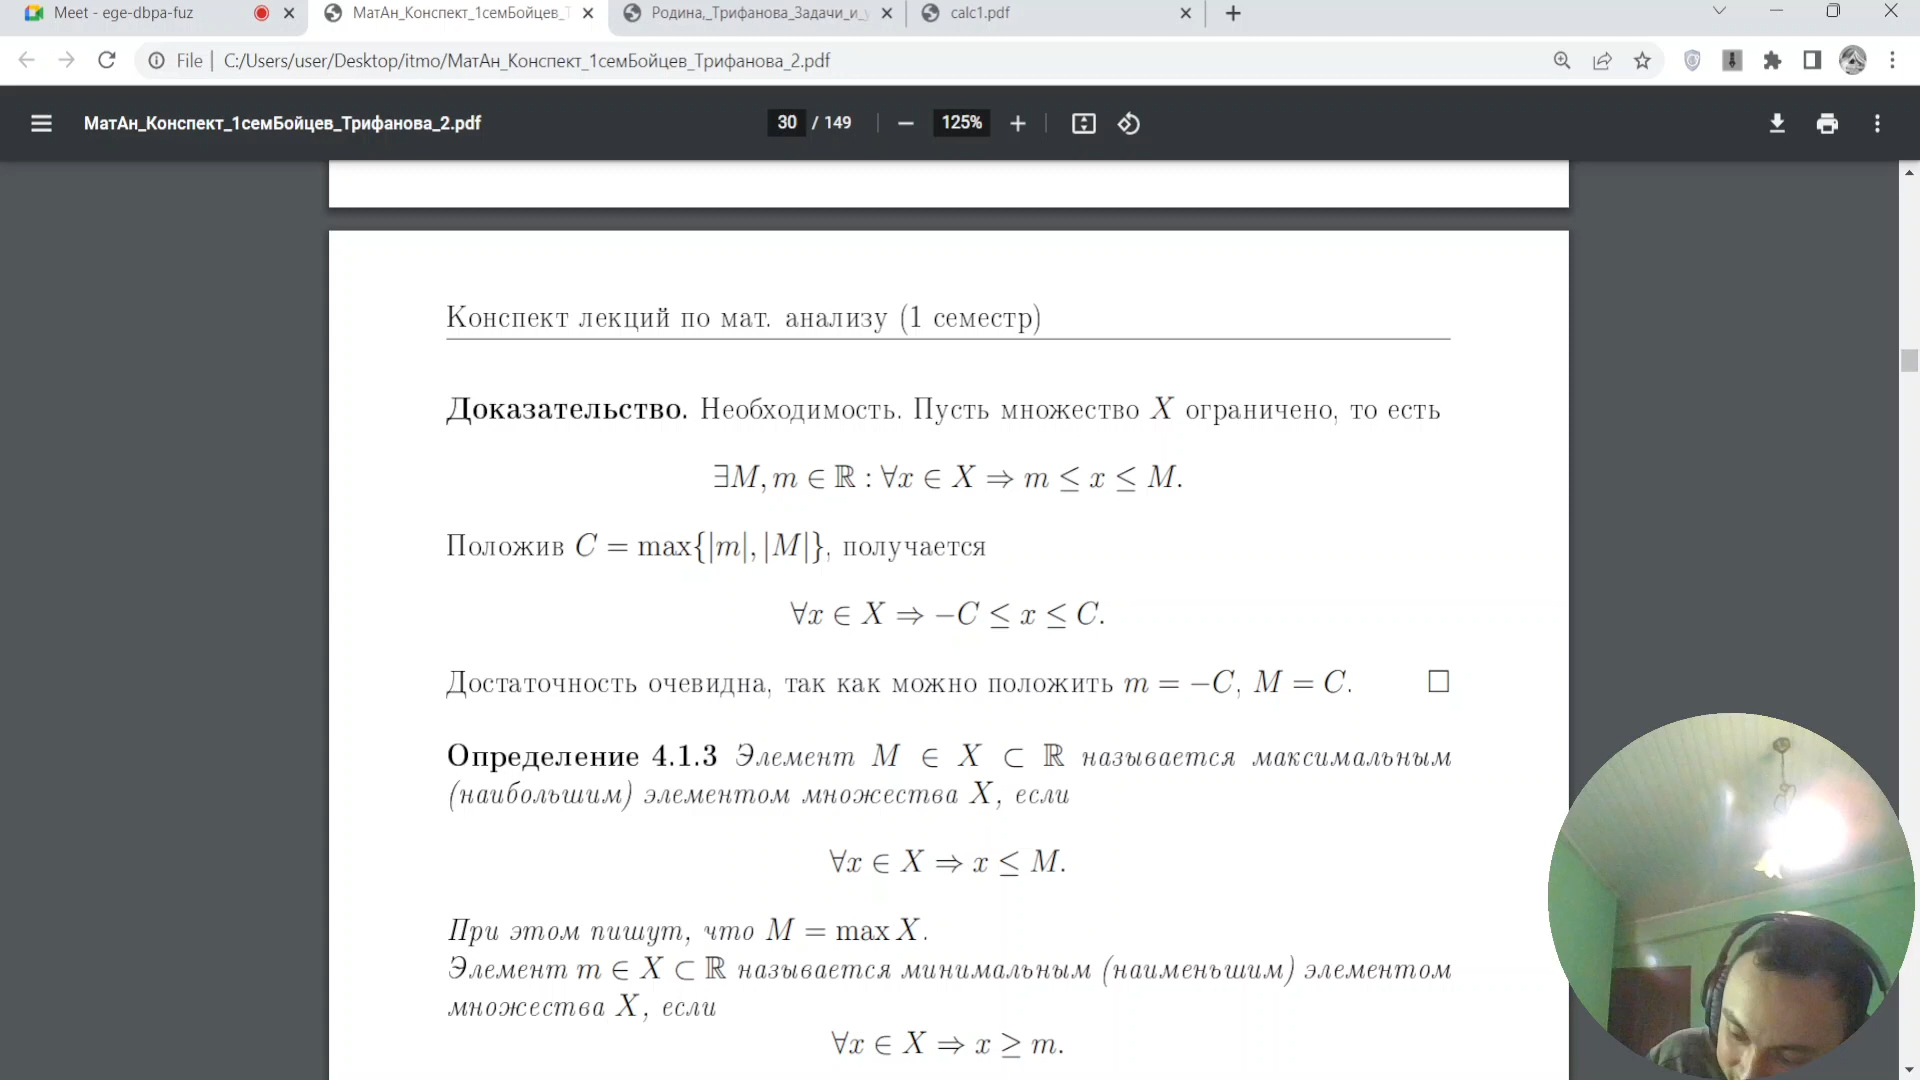 Meet - ege-dbpa-fuz
МатАн_Конспект_1семБойцев_Т
Родина,_Трифанова_Задачи_и_у
calc1.pdf
File | C:/Users/user/Desktop/itmo/МатАн_Конспект_1семБойцев_Трифанова_2.pdf
МатАн_Конспект_1семБойцев_Трифанова_2.pdf
30 / 149
125%
Конспект лекций по мат. анализу (1 семестр)
Доказательство. Необходимость. Пусть множество X ограничено, то есть
∃M, m ∈ ℝ : ∀x ∈ X ⇒ m ≤ x ≤ M.
Положив C = max{|m|, |M|}, получается
∀x ∈ X ⇒ −C ≤ x ≤ C.
Достаточность очевидна, так как можно положить m = −C, M = C. □
Определение 4.1.3 Элемент M ∈ X ⊂ ℝ называется максимальным
(наибольшим) элементом множества X, если
∀x ∈ X ⇒ x ≤ M.
При этом пишут, что M = max X.
Элемент m ∈ X ⊂ ℝ называется минимальным (наименьшим) элементом
множества X, если
∀x ∈ X ⇒ x ≥ m.